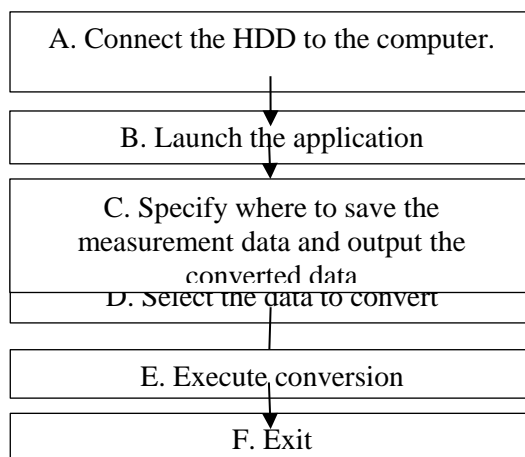 A. Connect the HDD to the computer.
B. Launch the application
C. Specify where to save the
measurement data and output the
converted data
D. Select the data to convert
E. Execute conversion
F. Exit